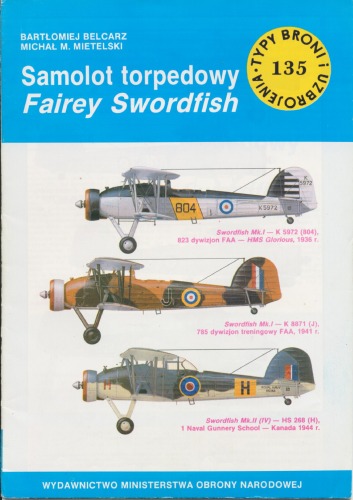 BARTŁOMIEJ BELCARZ
MICHAŁ M. MIETELSKI
Samolot torpedowy
Fairey Swordfish
TYPY BRONI i UZBROJENIA
135
K 5972
804
K 5972
Swordfish Mk.I — K 5972 (804),
823 dywizjon FAA — HMS Glorious, 1936 r.
J
Swordfish Mk.I — K 8871 (J),
785 dywizjon treningowy FAA, 1941 r.
H
H
Swordfish Mk.II (IV) — HS 268 (H),
1 Naval Gunnery School — Kanada 1944 r.
WYDAWNICTWO MINISTERSTWA OBRONY NARODOWEJ